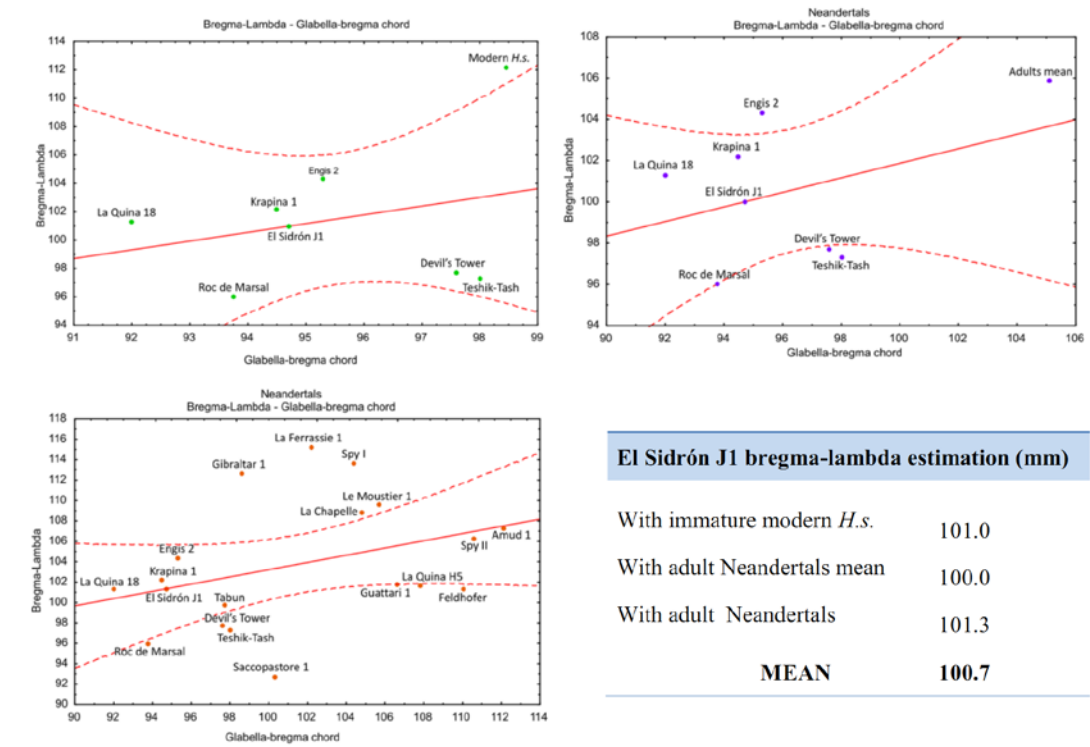 Bregma-Lambda - Glabella-bregma chord
114
112
110
108
106
104
102
100
98
96
94
Bregma-Lambda
Modern H.s.
Engis 2
Krapina 1
La Quina 18
El Sidrón J1
Devil's Tower
Teshik-Tash
Roc de Marsal
91 92 93 94 95 96 97 98 99
Glabella-bregma chord
Neandertals
Bregma-Lambda - Glabella-bregma chord
108
106
104
102
100
98
96
94
Bregma-Lambda
Adults mean
Engis 2
Krapina 1
La Quina 18
El Sidrón J1
Devil's Tower
Teshik-Tash
Roc de Marsal
90 92 94 96 98 100 102 104 106
Glabella-bregma chord
Neandertals
Bregma-Lambda - Glabella-bregma chord
118
116
114
112
110
108
106
104
102
100
98
96
94
92
90
Bregma-Lambda
La Ferrassie 1
Spy I
Gibraltar 1
Le Moustier 1
La Chapelle
Amud 1
Spy II
Engis 2
Krapina 1
La Quina 18
El Sidrón J1
La Quina H5
Guattari 1
Feldhofer
Tabun
Devil's Tower
Teshik-Tash
Roc de Marsal
Saccopastore 1
90 92 94 96 98 100 102 104 106 108 110 112 114
Glabella-bregma chord
El Sidrón J1 bregma-lambda estimation (mm)
With immature modern H.s. 101.0
With adult Neandertals mean 100.0
With adult Neandertals 101.3
MEAN 100.7